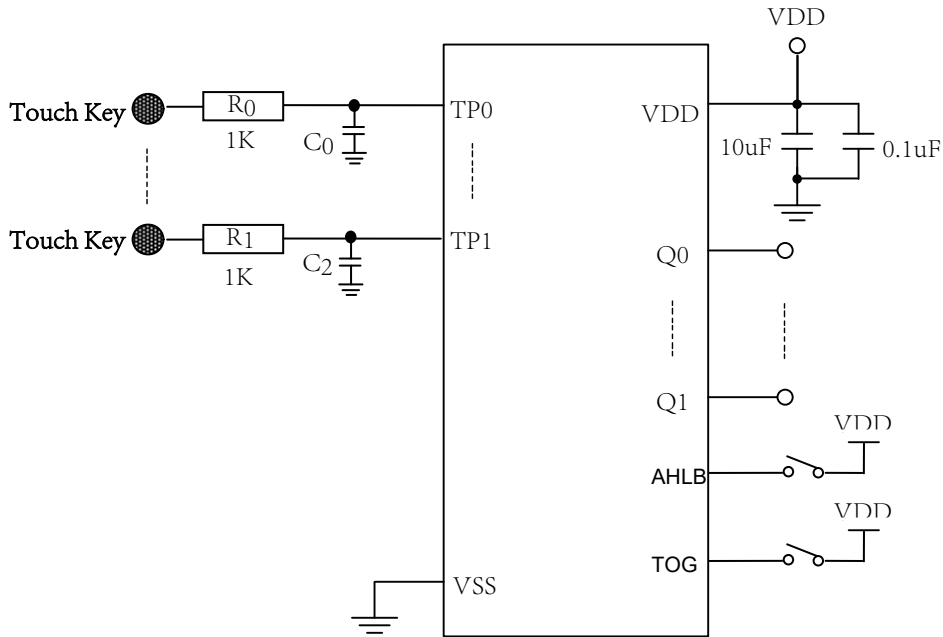 VDD
Touch Key
R0
1K
C0
TP0
VDD
10uF
0.1uF
Touch Key
R1
1K
C2
TP1
Q0
Q1
VDD
AHLB
VDD
TOG
VSS